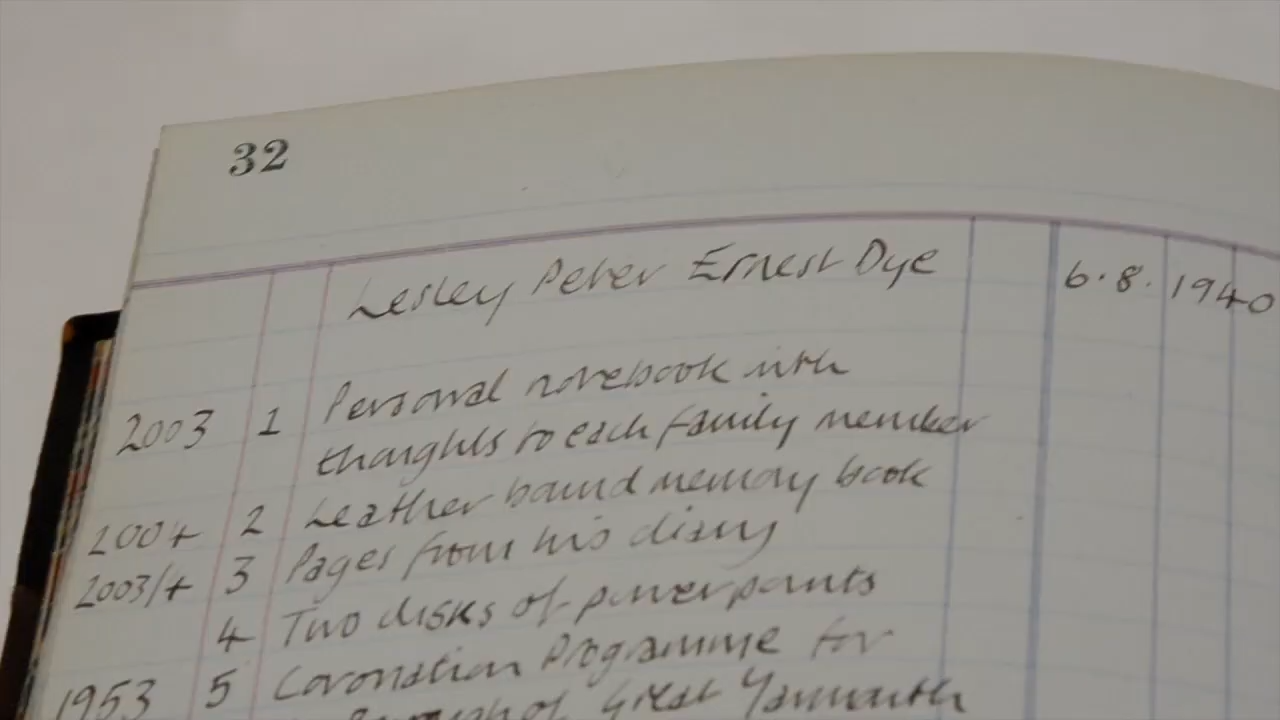 32
Lesley Peter Ernest Dye 6.8.1940
2003 1 Personal notebook with
thoughts to each family member
2004 2 Leather bound memory book
2003/4 3 Pages from his diary
4 Two disks of powerpoints
1953 5 Coronation Programme for
Borough of Great Yarmouth